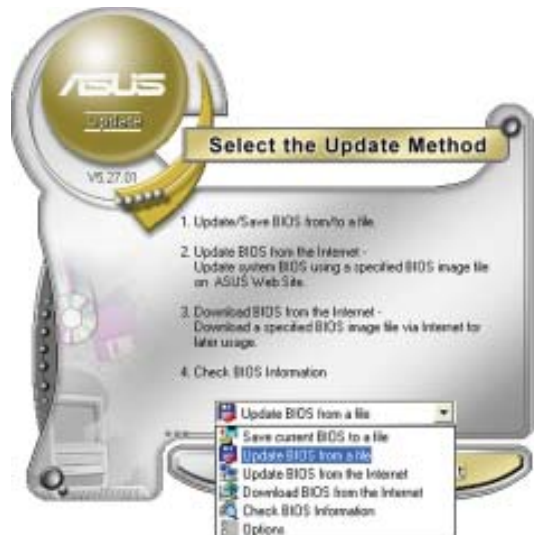 ASUS
Update
V5.27.01
Select the Update Method
1. Update/Save BIOS from/to a file
2. Update BIOS from the Internet -
Update system BIOS using a specified BIOS image file
on ASUS Web Site.
3. Download BIOS from the Internet -
Download a specified BIOS image file via Internet for
later usage.
4. Check BIOS Information
Update BIOS from a file
Save current BIOS to a file
Update BIOS from a file
Update BIOS from the Internet
Download BIOS from the Internet
Check BIOS Information
Options